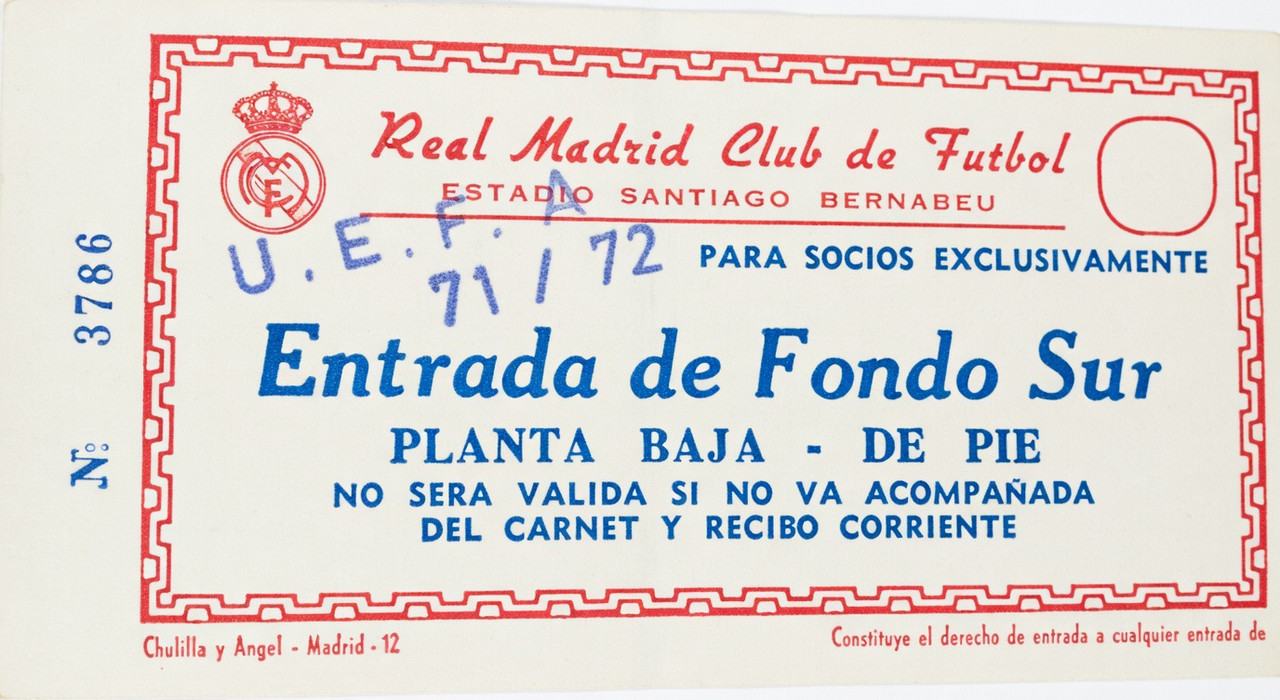 Real Madrid Club de Futbol
ESTADIO SANTIAGO BERNABEU
U.E.F.A
71/72
PARA SOCIOS EXCLUSIVAMENTE
Entrada de Fondo Sur
PLANTA BAJA - DE PIE
NO SERA VALIDA SI NO VA ACOMPAÑADA
DEL CARNET Y RECIBO CORRIENTE
Nº 3786
Chulilla y Angel - Madrid - 12
Constituye el derecho de entrada a cualquier entrada de